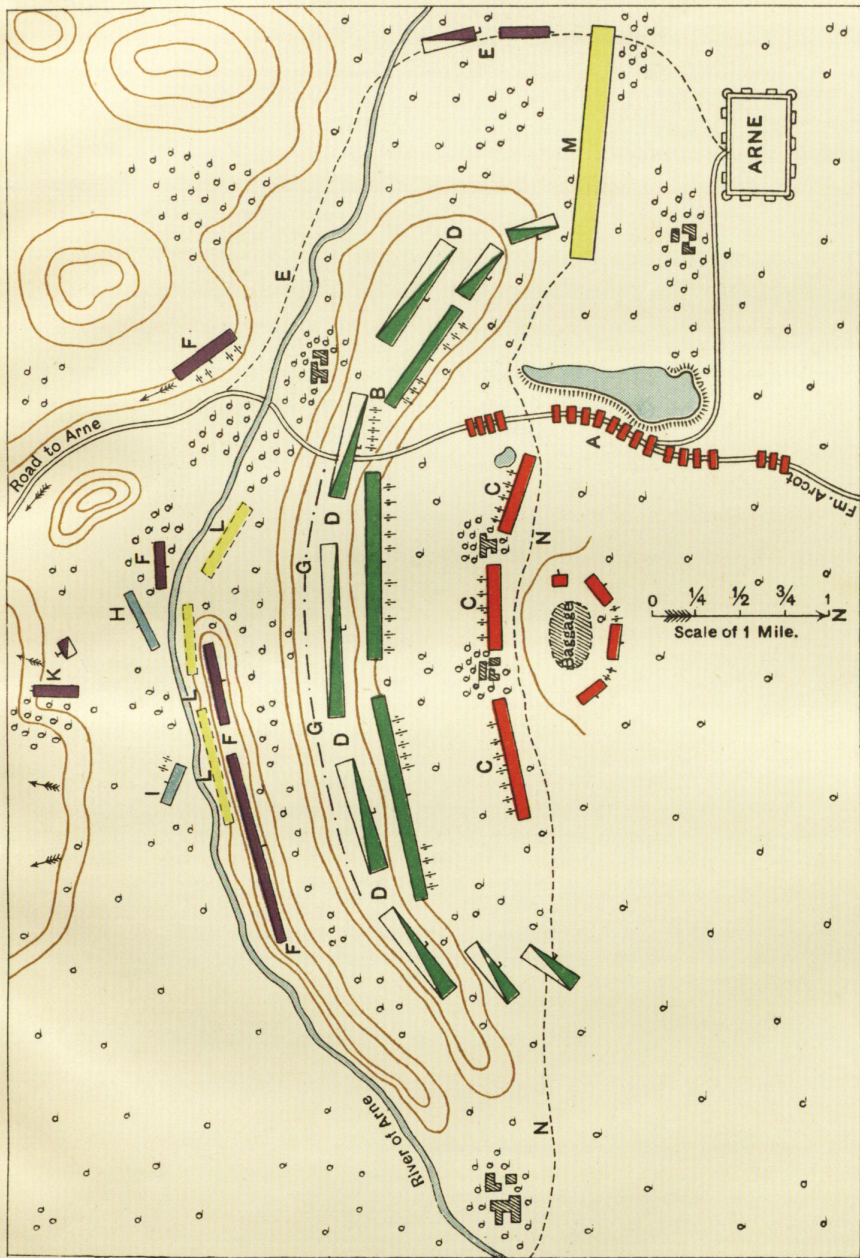 E
E
D
M
ARNE
Road to Arne
F
E
D
B
A
Fm. Arcot
H
F
L
D
G
C
N
K
L
F
G
D
C
Baggage
0 ¼ ½ ¾ 1
Scale of 1 Mile.
N
I
L
F
D
C
N
River of Arne